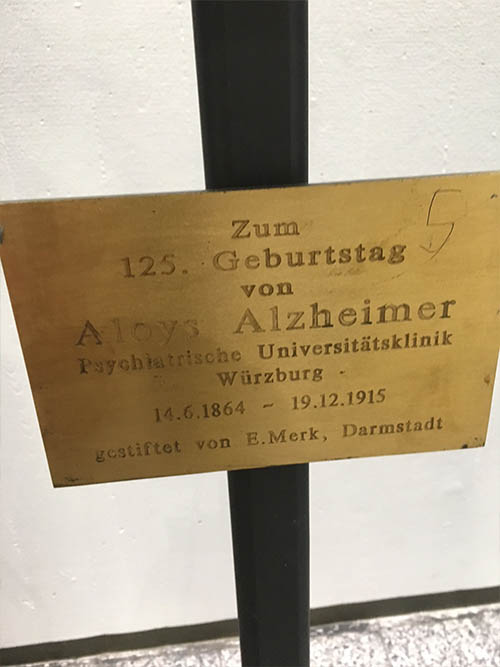 Zum
125. Geburtstag
von
Aloys Alzheimer
Psychiatrische Universitätsklinik
Würzburg
14.6.1864 - 19.12.1915
gestiftet von E.Merk, Darmstadt